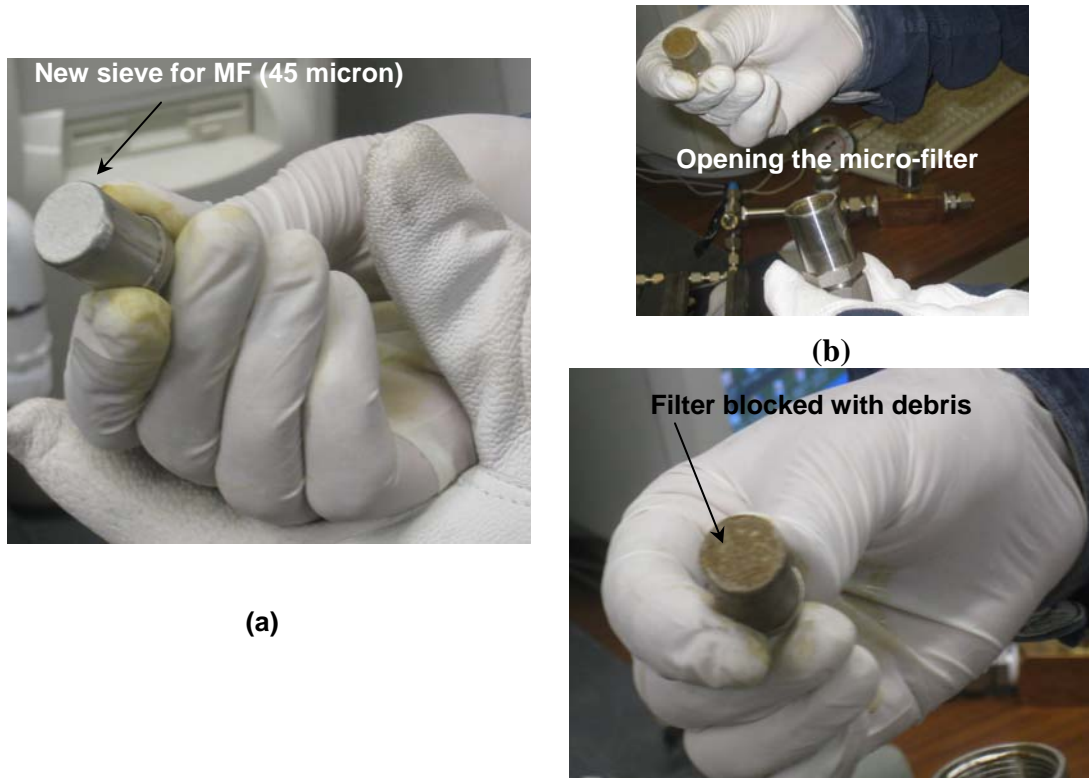 New sieve for MF (45 micron)
(a)
Opening the micro-filter
(b)
Filter blocked with debris